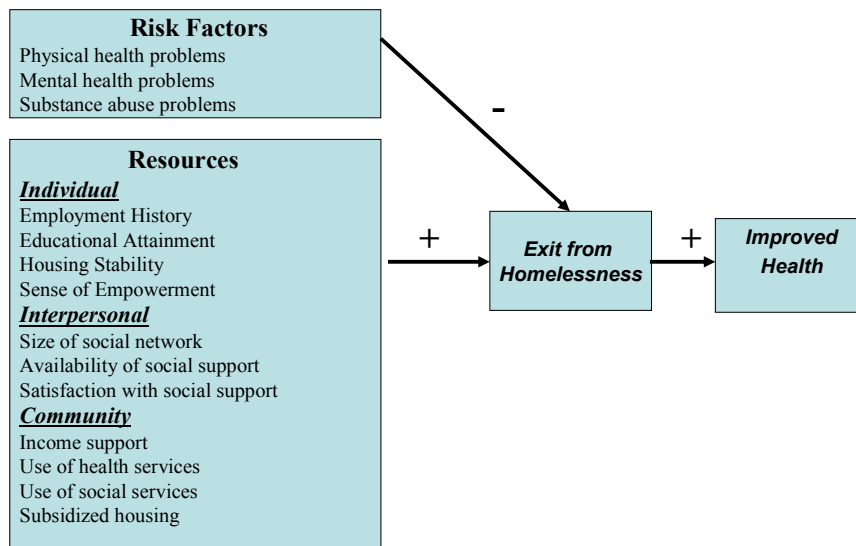 Risk Factors
Physical health problems
Mental health problems
Substance abuse problems
-
Resources
Individual
Employment History
Educational Attainment
Housing Stability
Sense of Empowerment
Interpersonal
Size of social network
Availability of social support
Satisfaction with social support
Community
Income support
Use of health services
Use of social services
Subsidized housing
+
Exit from
Homelessness
+
Improved
Health